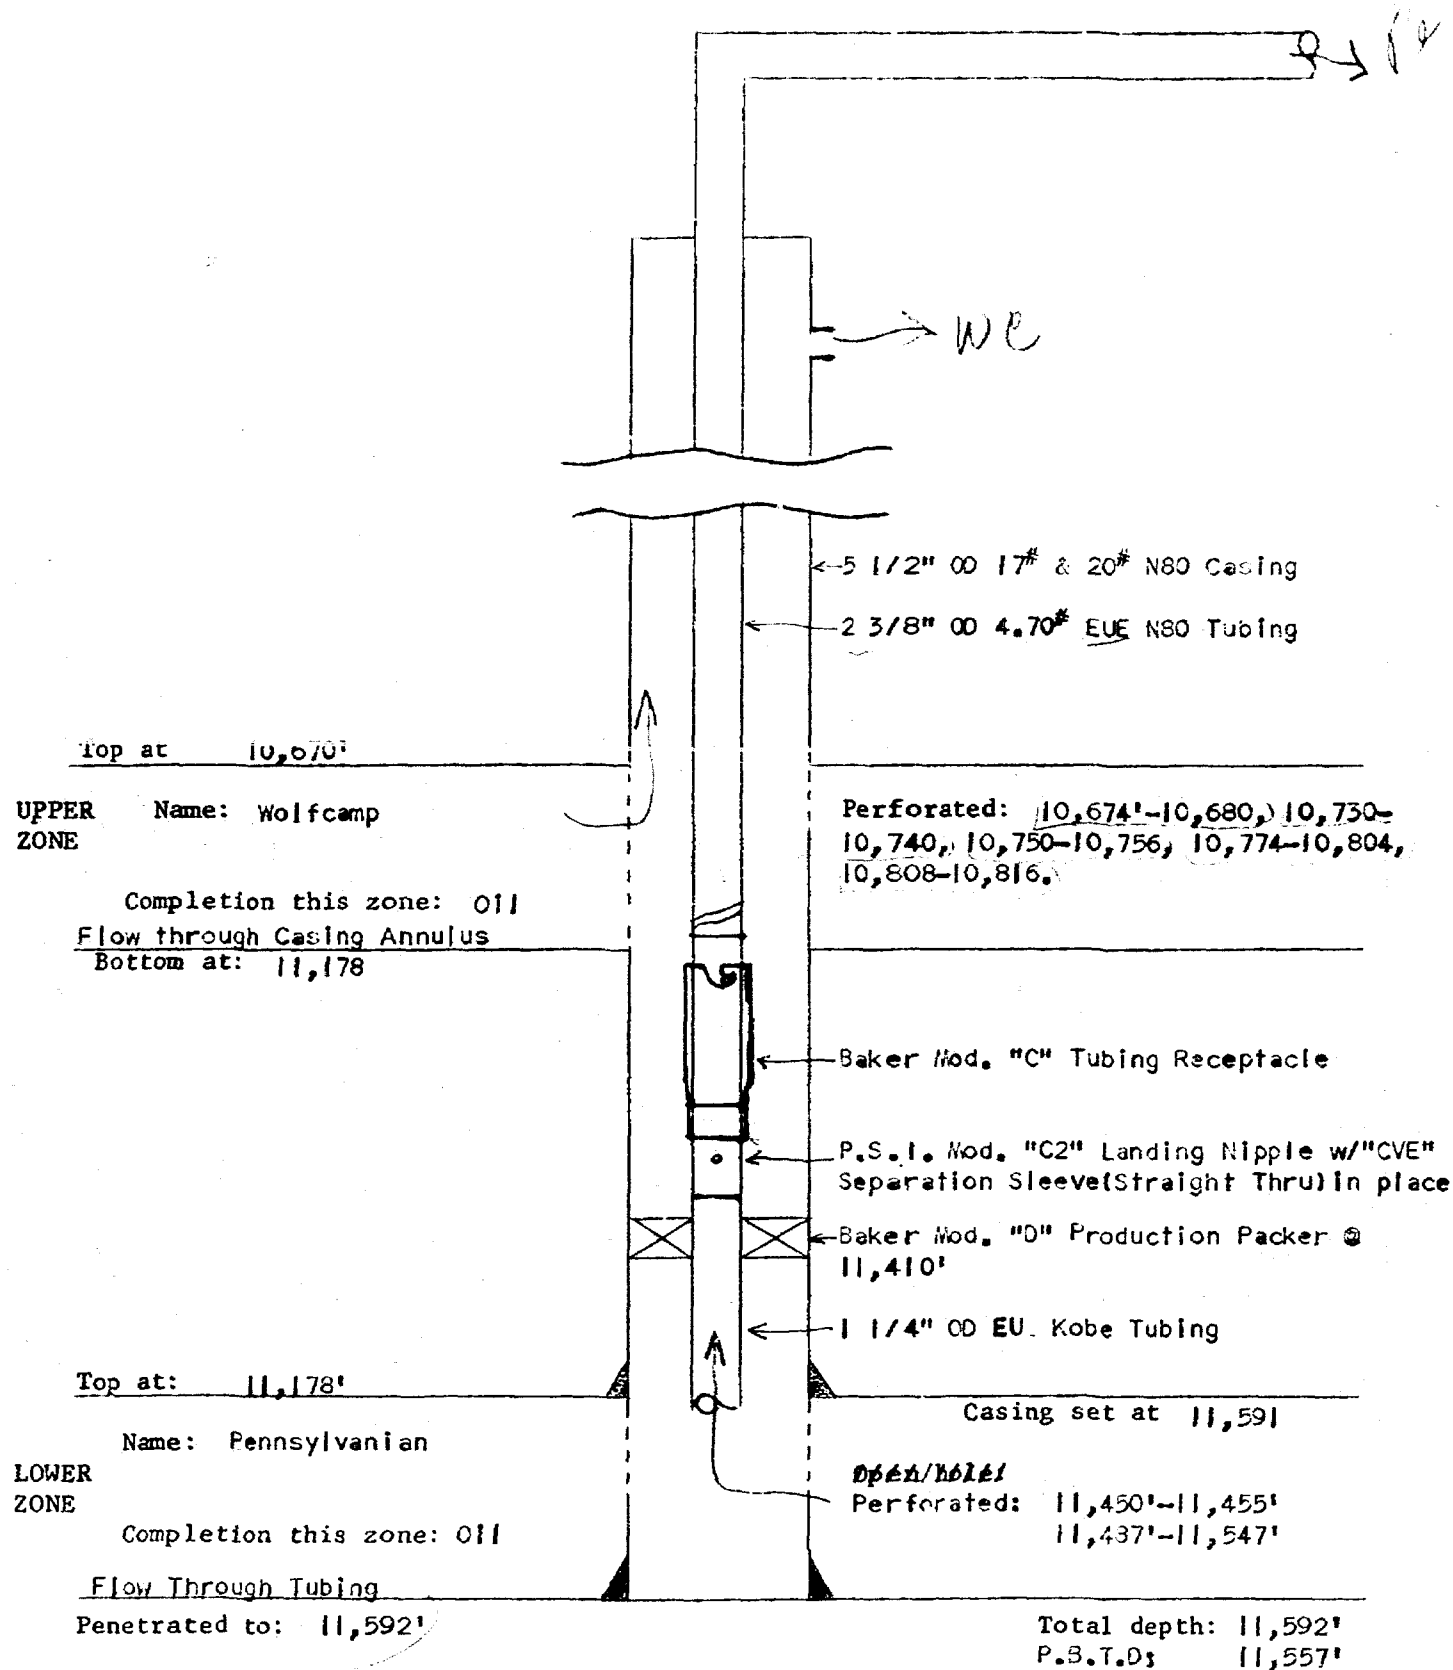 WC
5 1/2" OD 17# & 20# N80 Casing
2 3/8" OD 4.70# EUE N80 Tubing
Top at 10,670'
UPPER ZONE
Name: Wolfcamp
Perforated: 10,674'-10,680, 10,730-
10,740, 10,750-10,756, 10,774-10,804,
10,808-10,816.
Completion this zone: Oil
Flow through Casing Annulus
Bottom at: 11,178
Baker Mod. "C" Tubing Receptacle
P.S.I. Mod. "C2" Landing Nipple w/"CVE"
Separation Sleeve(Straight Thru)in place
Baker Mod. "D" Production Packer @
11,410'
1 1/4" OD EU. Kobe Tubing
Top at: 11,178'
Casing set at 11,591
Name: Pennsylvanian
LOWER ZONE
Open/hole/
Perforated: 11,450'-11,455'
11,437'-11,547'
Completion this zone: Oil
Flow Through Tubing
Penetrated to: 11,592'
Total depth: 11,592'
P.B.T.D: 11,557'